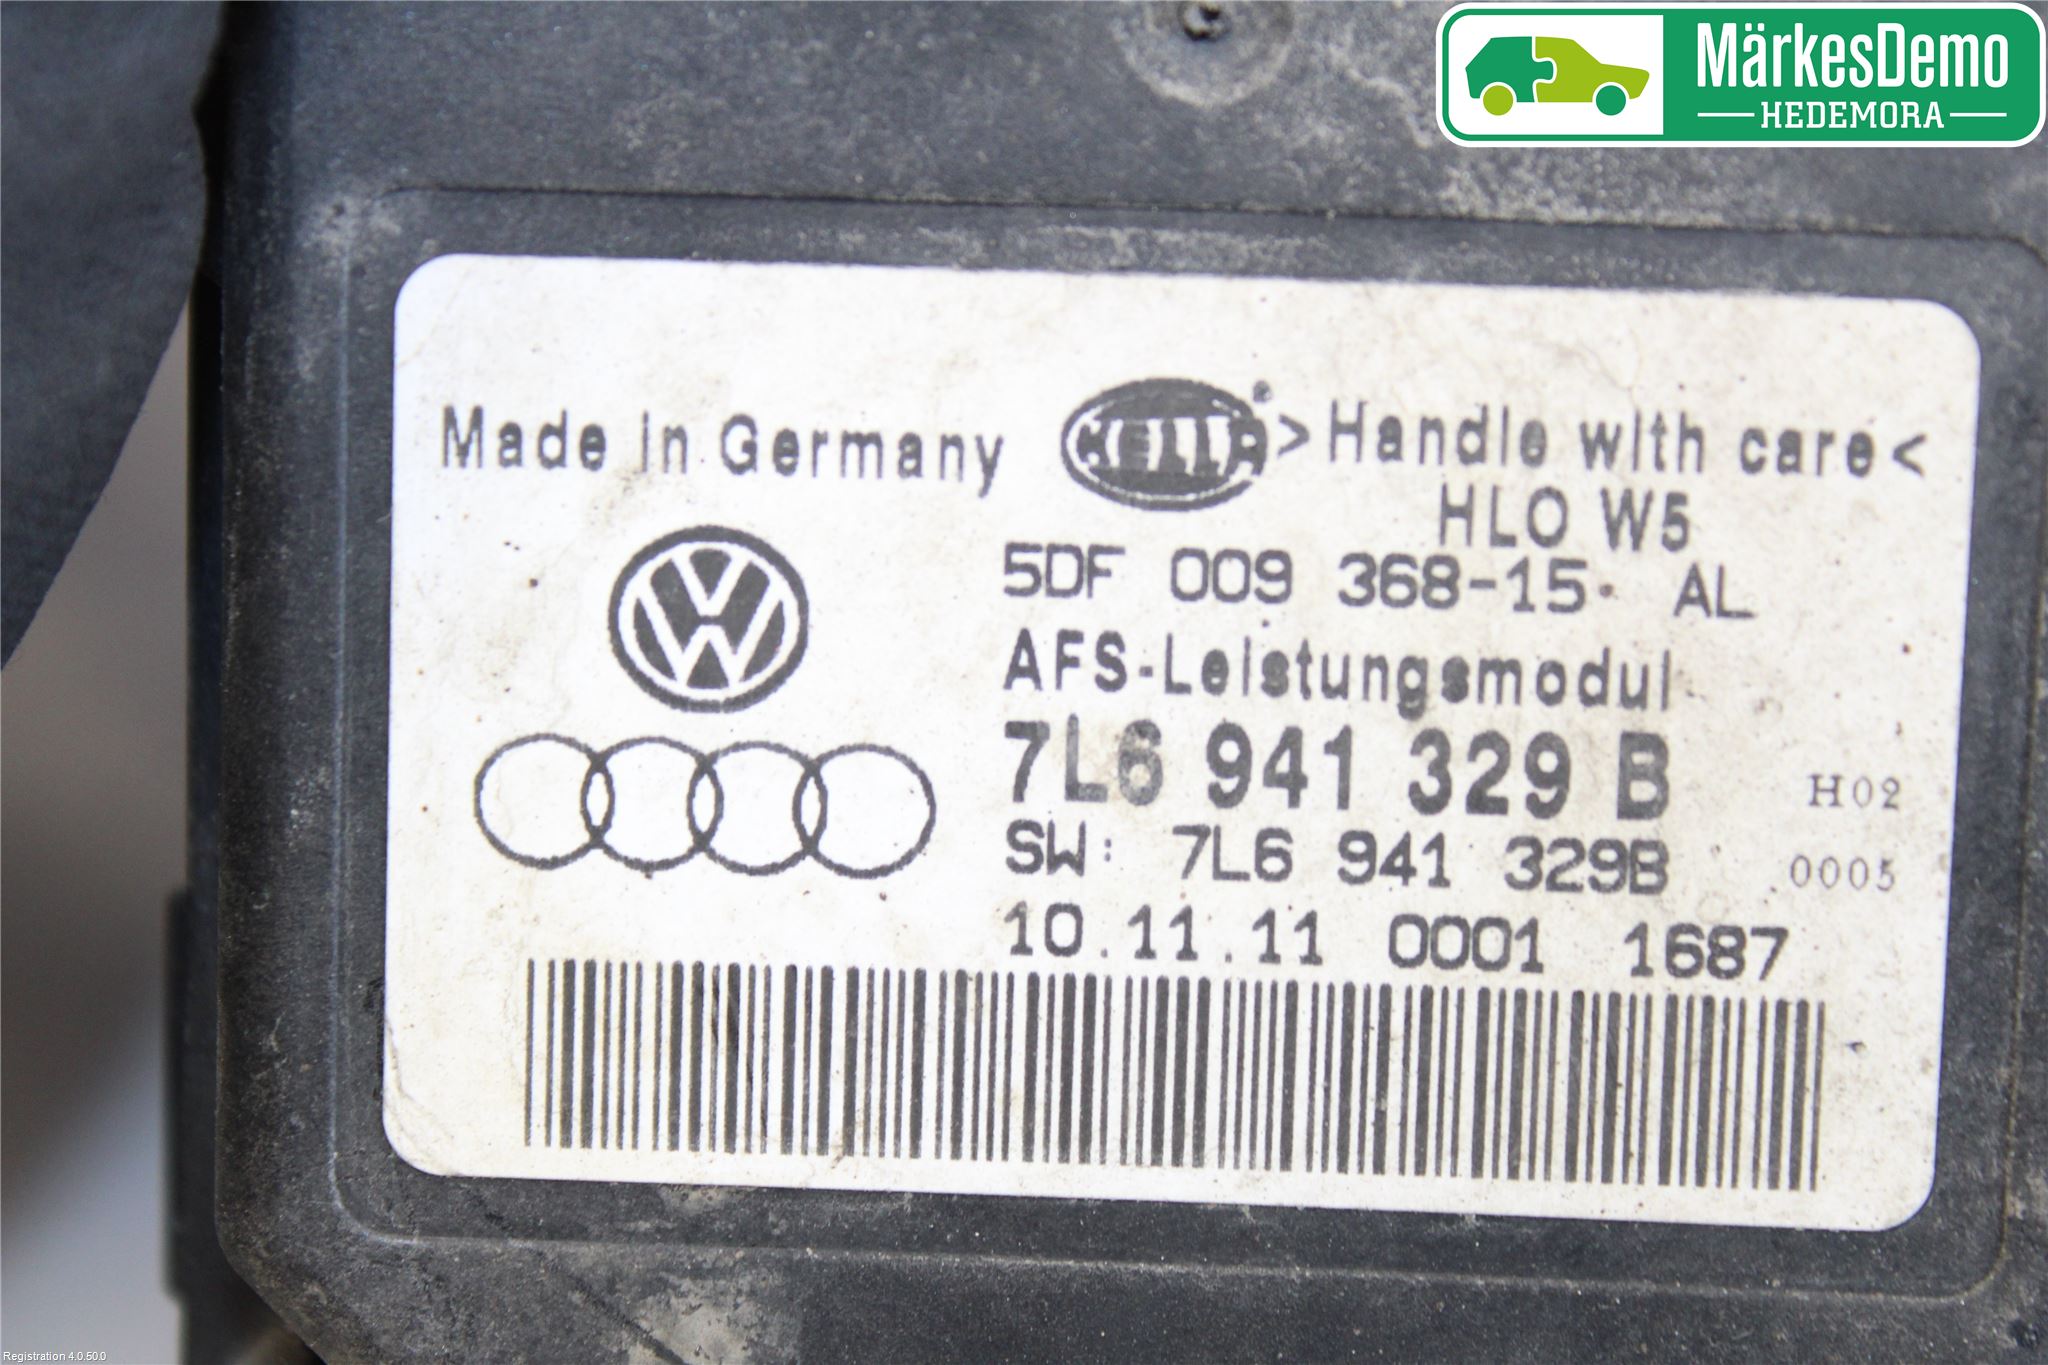 MärkesDemo
HEDEMORA
Made in Germany HELLA® >Handle with care<
HLO W5
5DF 009 368-15· AL
AFS-Leistungsmodul
7L6 941 329 B H02
SW: 7L6 941 329B 0005
10.11.11 0001 1687
Registration 4.0.50.0